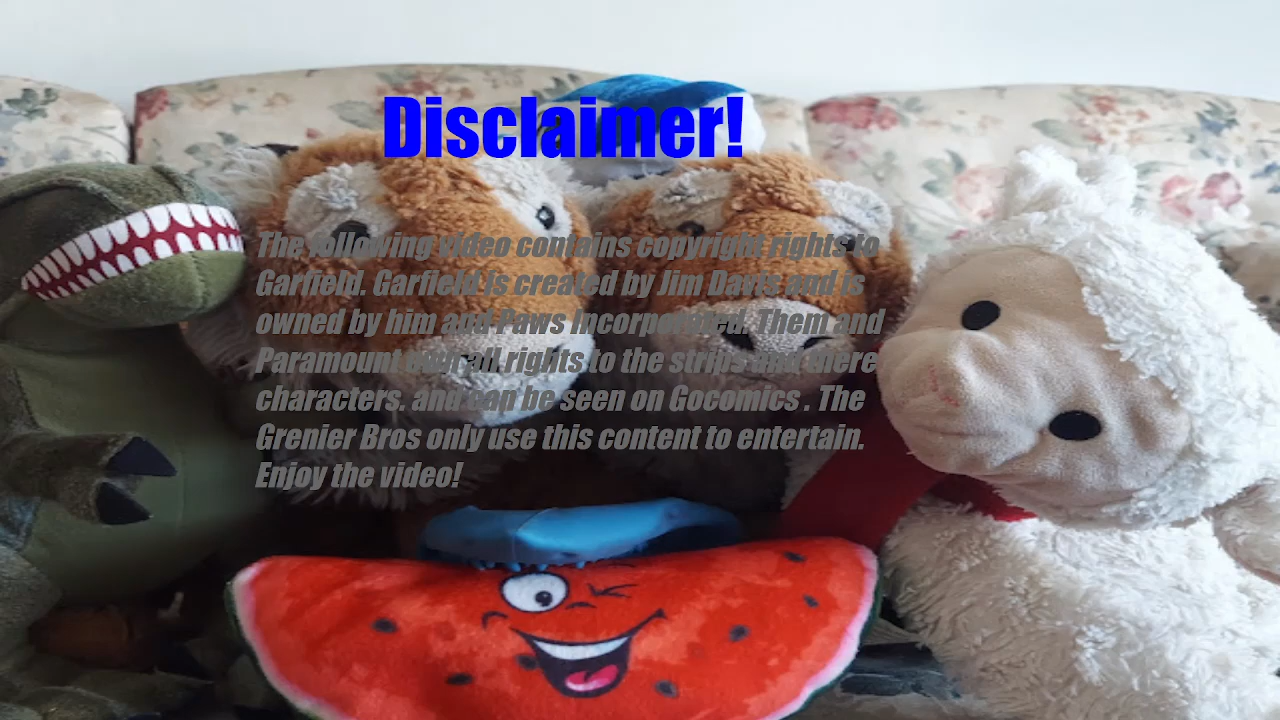 Disclaimer!
The following video contains copyright rights to
Garfield. Garfield is created by Jim Davis and is
owned by him and Paws Incorporated. Them and
Paramount own all rights to the strips and there
characters. and can be seen on Gocomics . The
Grenier Bros only use this content to entertain.
Enjoy the video!